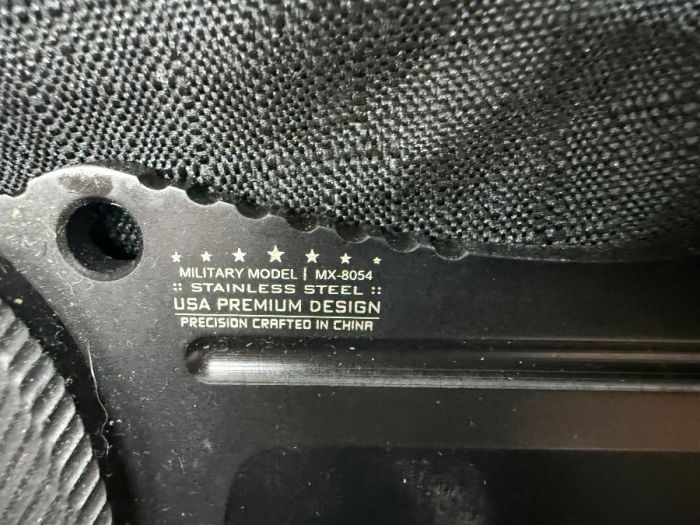 MILITARY MODEL | MX-8054
:: STAINLESS STEEL ::
USA PREMIUM DESIGN
PRECISION CRAFTED IN CHINA